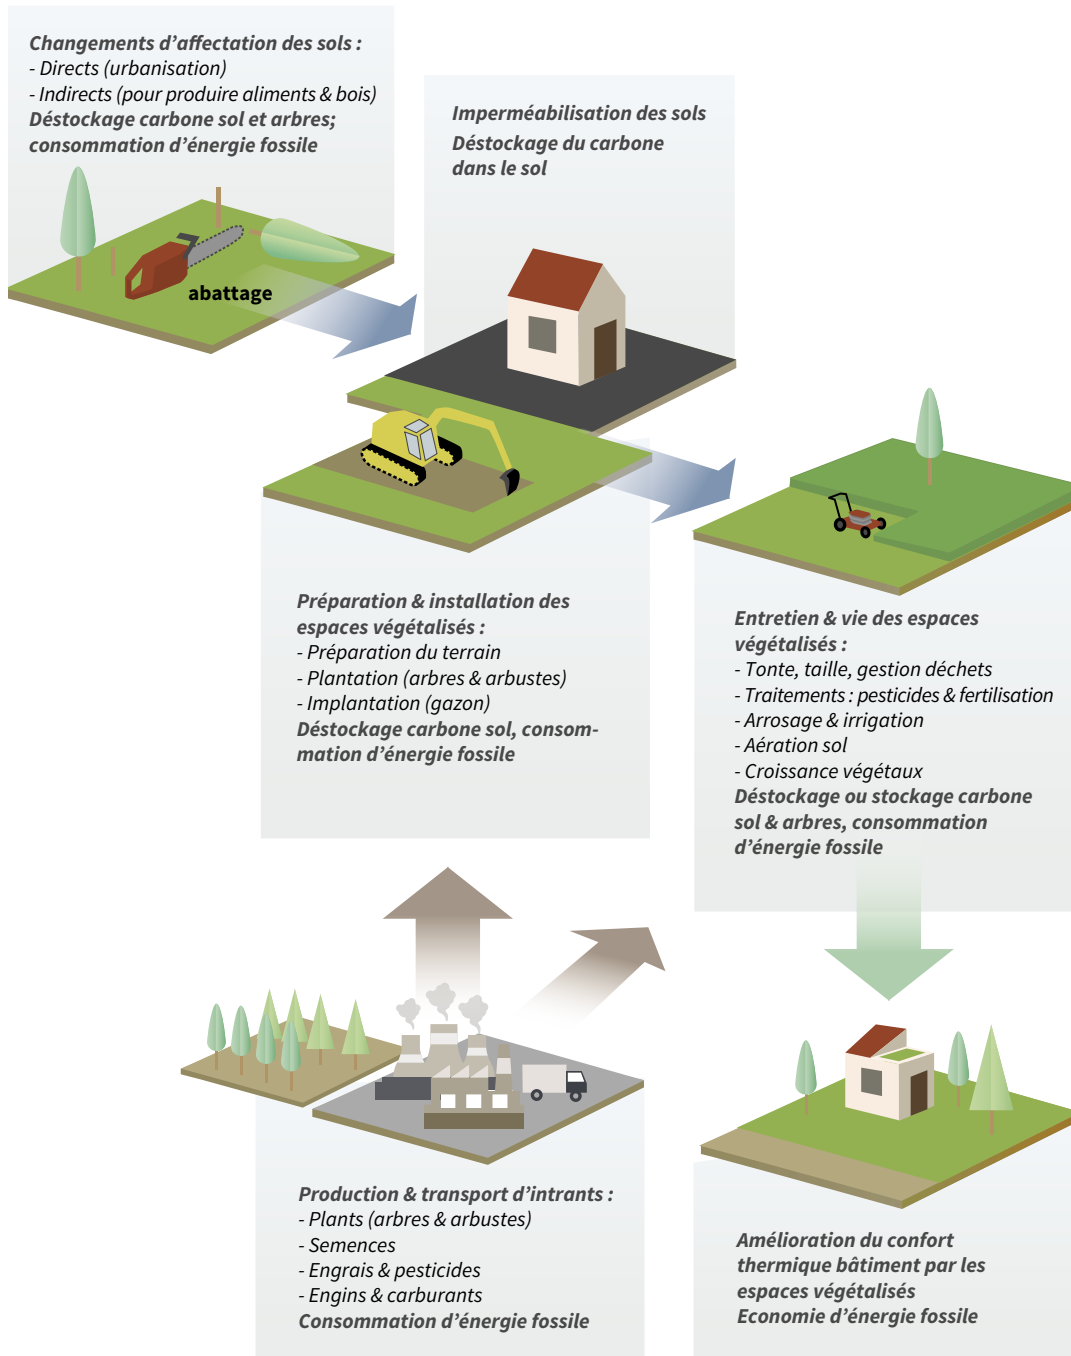 Changements d’affectation des sols :
- Directs (urbanisation)
- Indirects (pour produire aliments & bois)
Déstockage carbone sol et arbres;
consommation d’énergie fossile
abattage
Imperméabilisation des sols
Déstockage du carbone
dans le sol
Préparation & installation des
espaces végétalisés :
- Préparation du terrain
- Plantation (arbres & arbustes)
- Implantation (gazon)
Déstockage carbone sol, consom-
mation d’énergie fossile
Entretien & vie des espaces
végétalisés :
- Tonte, taille, gestion déchets
- Traitements : pesticides & fertilisation
- Arrosage & irrigation
- Aération sol
- Croissance végétaux
Déstockage ou stockage carbone
sol & arbres, consommation
d’énergie fossile
Production & transport d’intrants :
- Plants (arbres & arbustes)
- Semences
- Engrais & pesticides
- Engins & carburants
Consommation d’énergie fossile
Amélioration du confort
thermique bâtiment par les
espaces végétalisés
Economie d’énergie fossile